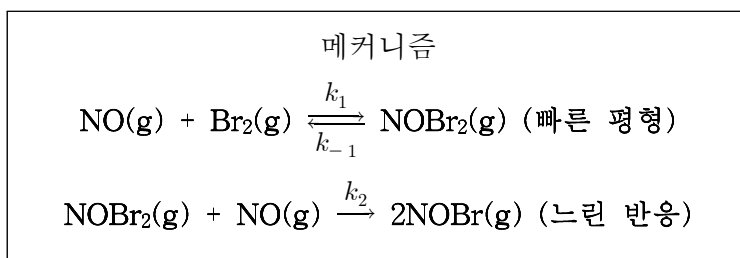 메커니즘
NO(g) + Br₂(g) ⇌ NOBr₂(g) (빠른 평형)
k₁
k₋₁
NOBr₂(g) + NO(g) → 2NOBr(g) (느린 반응)
k₂